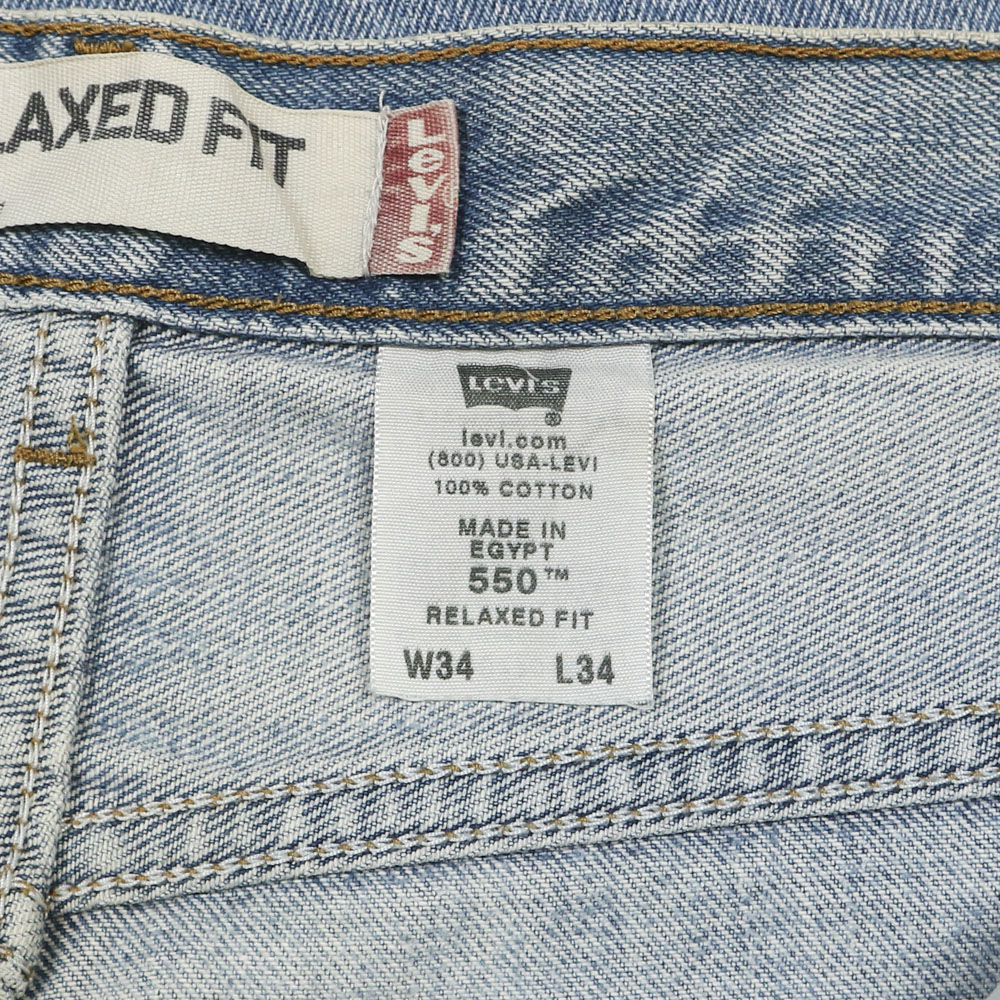 LAXED FIT
LEVI'S
LEVI'S
®
levi.com
(800) USA-LEVI
100% COTTON
MADE IN
EGYPT
550™
RELAXED FIT
W34 L34